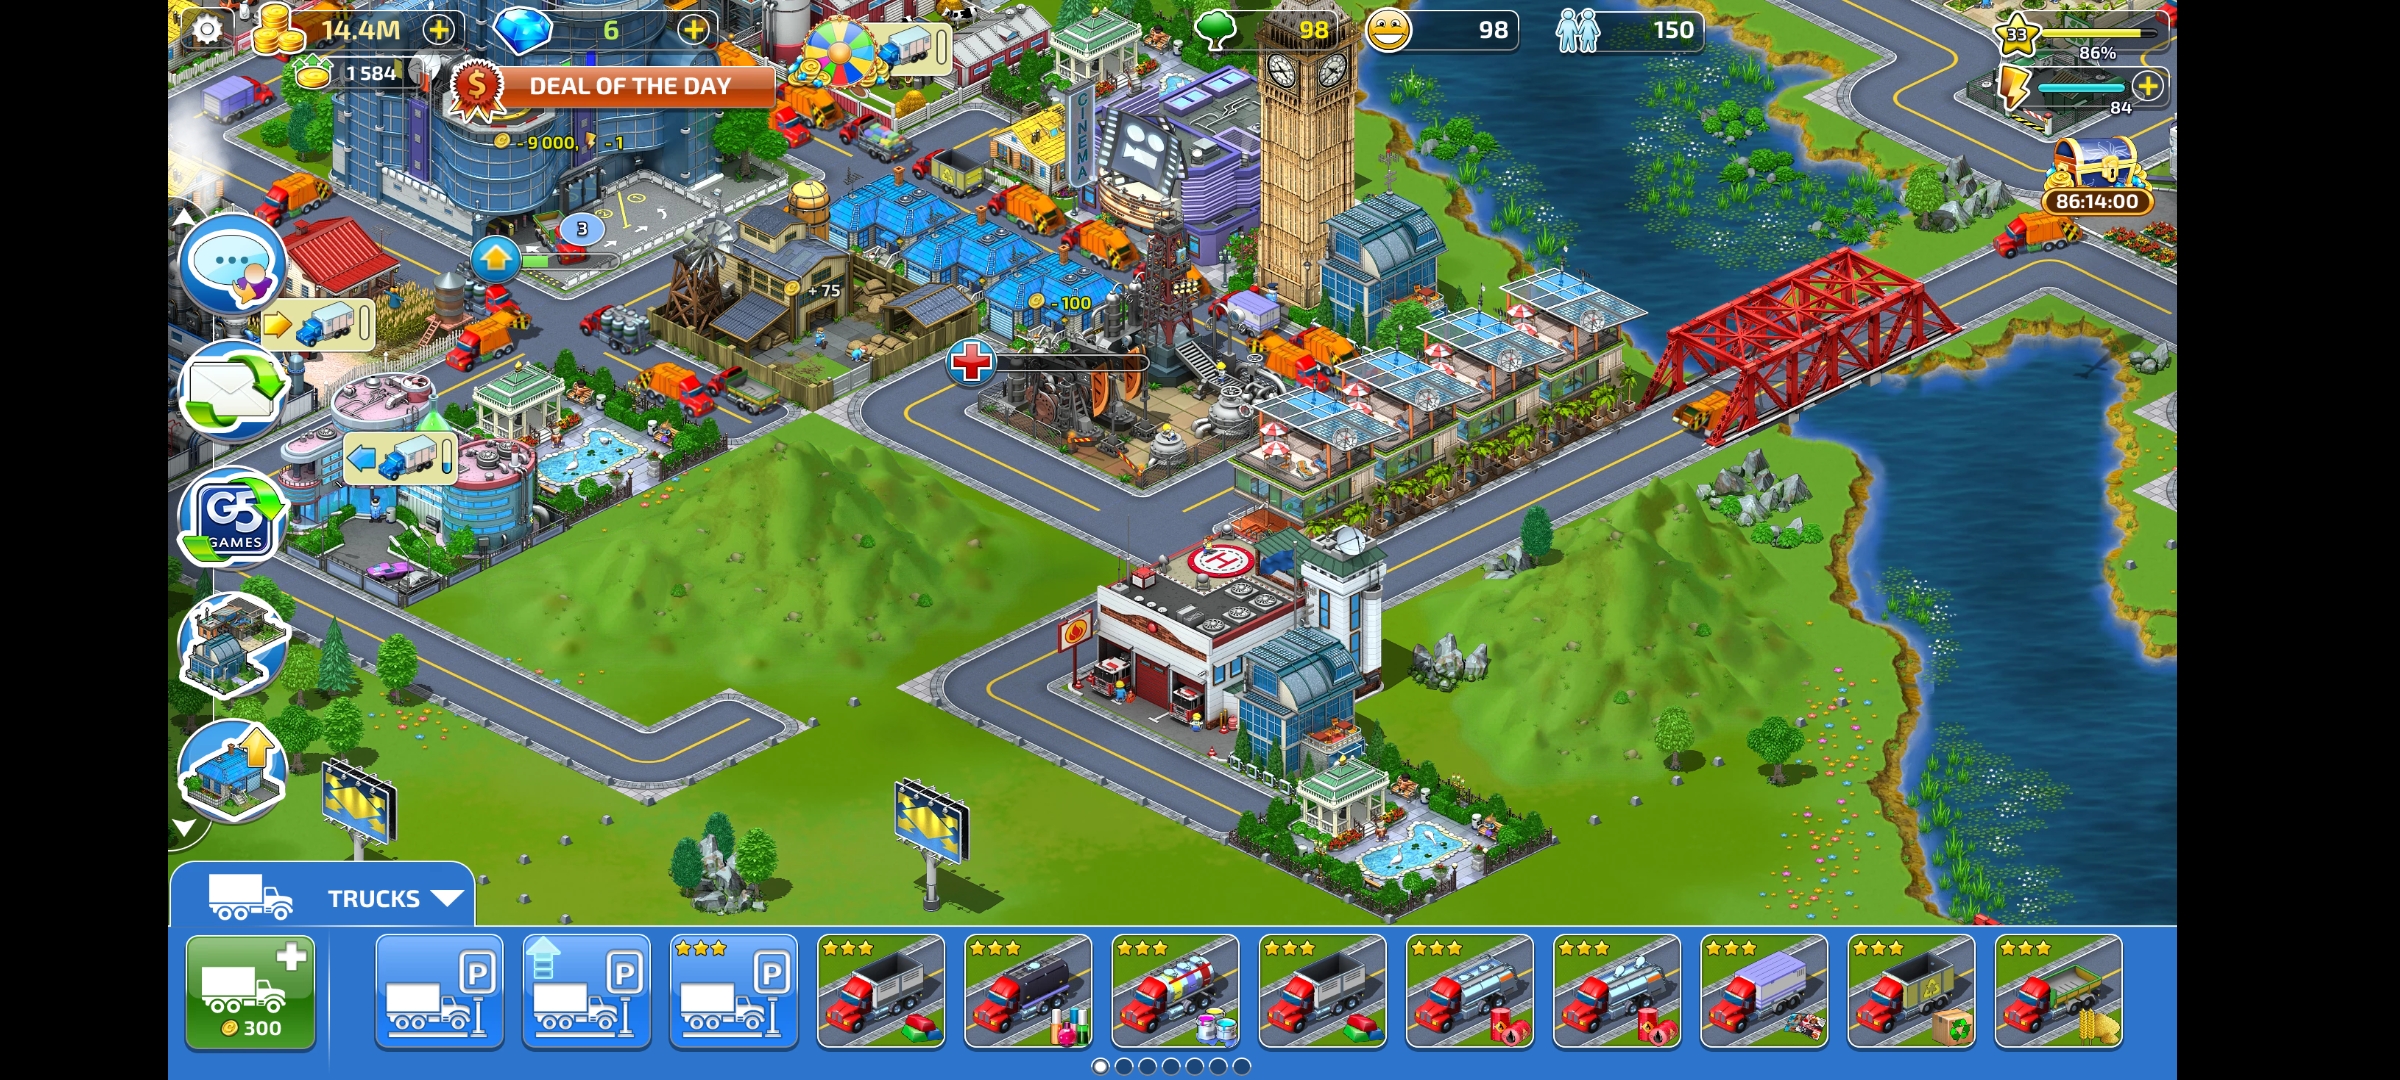 14.4M
6
98
98
150
33
86%
1 584
DEAL OF THE DAY
84
CINEMA
- 9 000, - 1
86:14:00
3
+ 75
- 100
G5
GAMES
H
TRUCKS
P
P
P
300